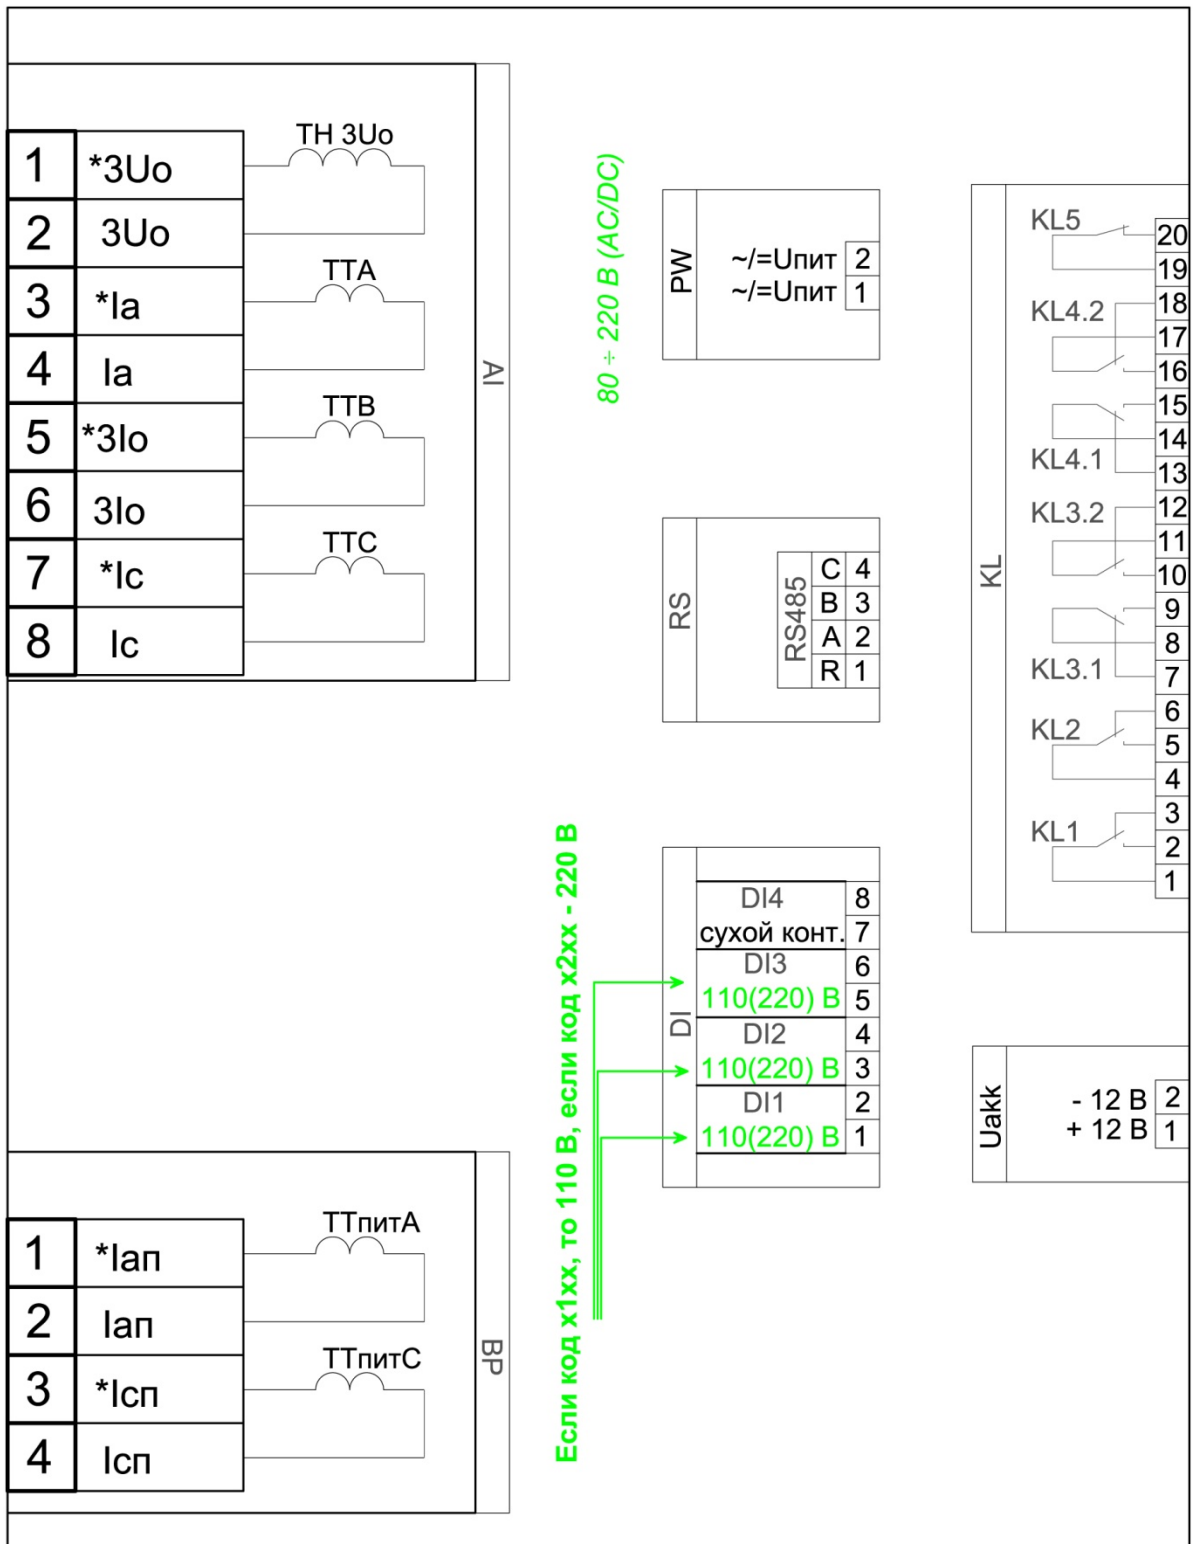 1 *3Uo
2 3Uo
3 *Ia
4 Ia
5 *3Io
6 3Io
7 *Ic
8 Ic
ТН 3Uo
ТТА
ТТВ
ТТС
AI
80 ÷ 220 В (AC/DC)
PW
~/=Uпит 2
~/=Uпит 1
RS
RS485
C 4
B 3
A 2
R 1
KL
KL5
KL4.2
KL4.1
KL3.2
KL3.1
KL2
KL1
20
19
18
17
16
15
14
13
12
11
10
9
8
7
6
5
4
3
2
1
Если код х1хх, то 110 В, если код х2хх - 220 В
DI
DI4 8
сухой конт. 7
DI3 6
110(220) В 5
DI2 4
110(220) В 3
DI1 2
110(220) В 1
Uakk
- 12 В 2
+ 12 В 1
1 *Iап
2 Iап
3 *Iсп
4 Iсп
ТТпитА
ТТпитС
BP